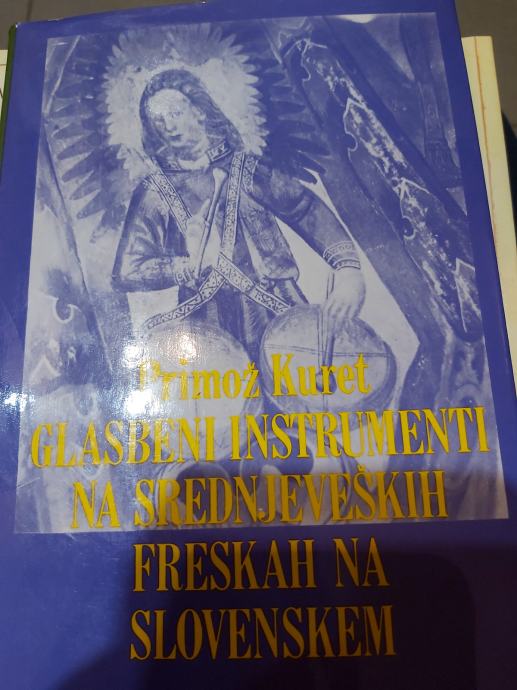 Primož Kuret
GLASBENI INSTRUMENTI
NA SREDNJEVEŠKIH
FRESKAH NA
SLOVENSKEM